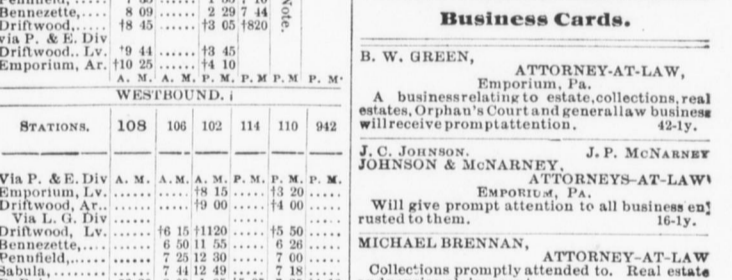 Bennezette,.... 8 09 ...... 2 29 7 44
Driftwood,.... †8 45 ...... †3 05 †820
via P. & E. Div
Driftwood.. Lv. †9 44 ...... †3 45
Emporium, Ar. †10 25 ...... †4 10
A. M. A. M. P. M. P. M P. M P. M.
Note.
WESTBOUND.
STATIONS. 108 106 102 114 110 942
Via P. & E. Div A. M. A. M. A. M. P. M. P. M. P. M.
Emporium, Lv. ...... ...... †8 15 ...... †3 20 ......
Driftwood, Ar.. ...... ...... †9 00 ...... †4 00 ......
Via L. G. Div
Driftwood, Lv. ...... †6 15 †1120 ...... †5 50 ......
Bennezette, ...... 6 50 11 55 ...... 6 26 ......
Penufield,.... ...... 7 25 12 30 ...... 7 00 ......
Sabula, ...... 7 44 12 49 ...... 7 18 ......
Business Cards.
B. W. GREEN,
ATTORNEY-AT-LAW,
Emporium, Pa.
A business relating to estate, collections, real
estates, Orphan's Court and general law business
will receive prompt attention. 42-1y.
J. C. JOHNSON. J. P. MCNARNEY
JOHNSON & MCNARNEY,
ATTORNEYS-AT-LAW
EMPORIUM, PA.
Will give prompt attention to all business en
rusted to them. 16-1y.
MICHAEL BRENNAN,
ATTORNEY-AT-LAW
Collections promptly attended to. Real estate